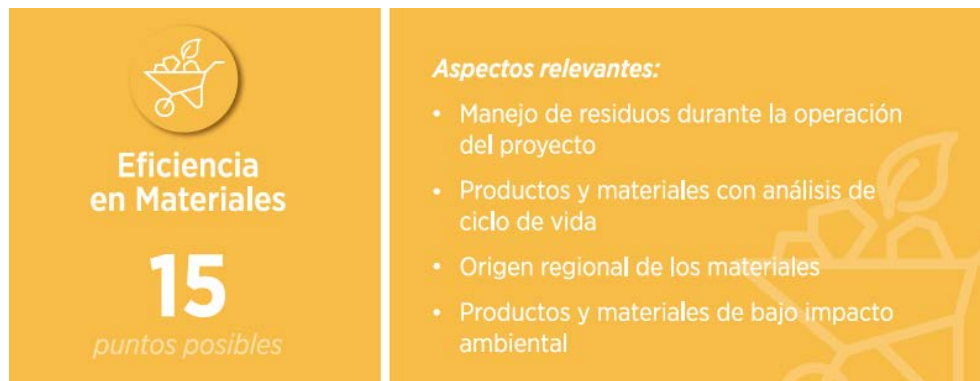 Eficiencia
en Materiales
15
puntos posibles
Aspectos relevantes:
• Manejo de residuos durante la operación
del proyecto
• Productos y materiales con análisis de
ciclo de vida
• Origen regional de los materiales
• Productos y materiales de bajo impacto
ambiental